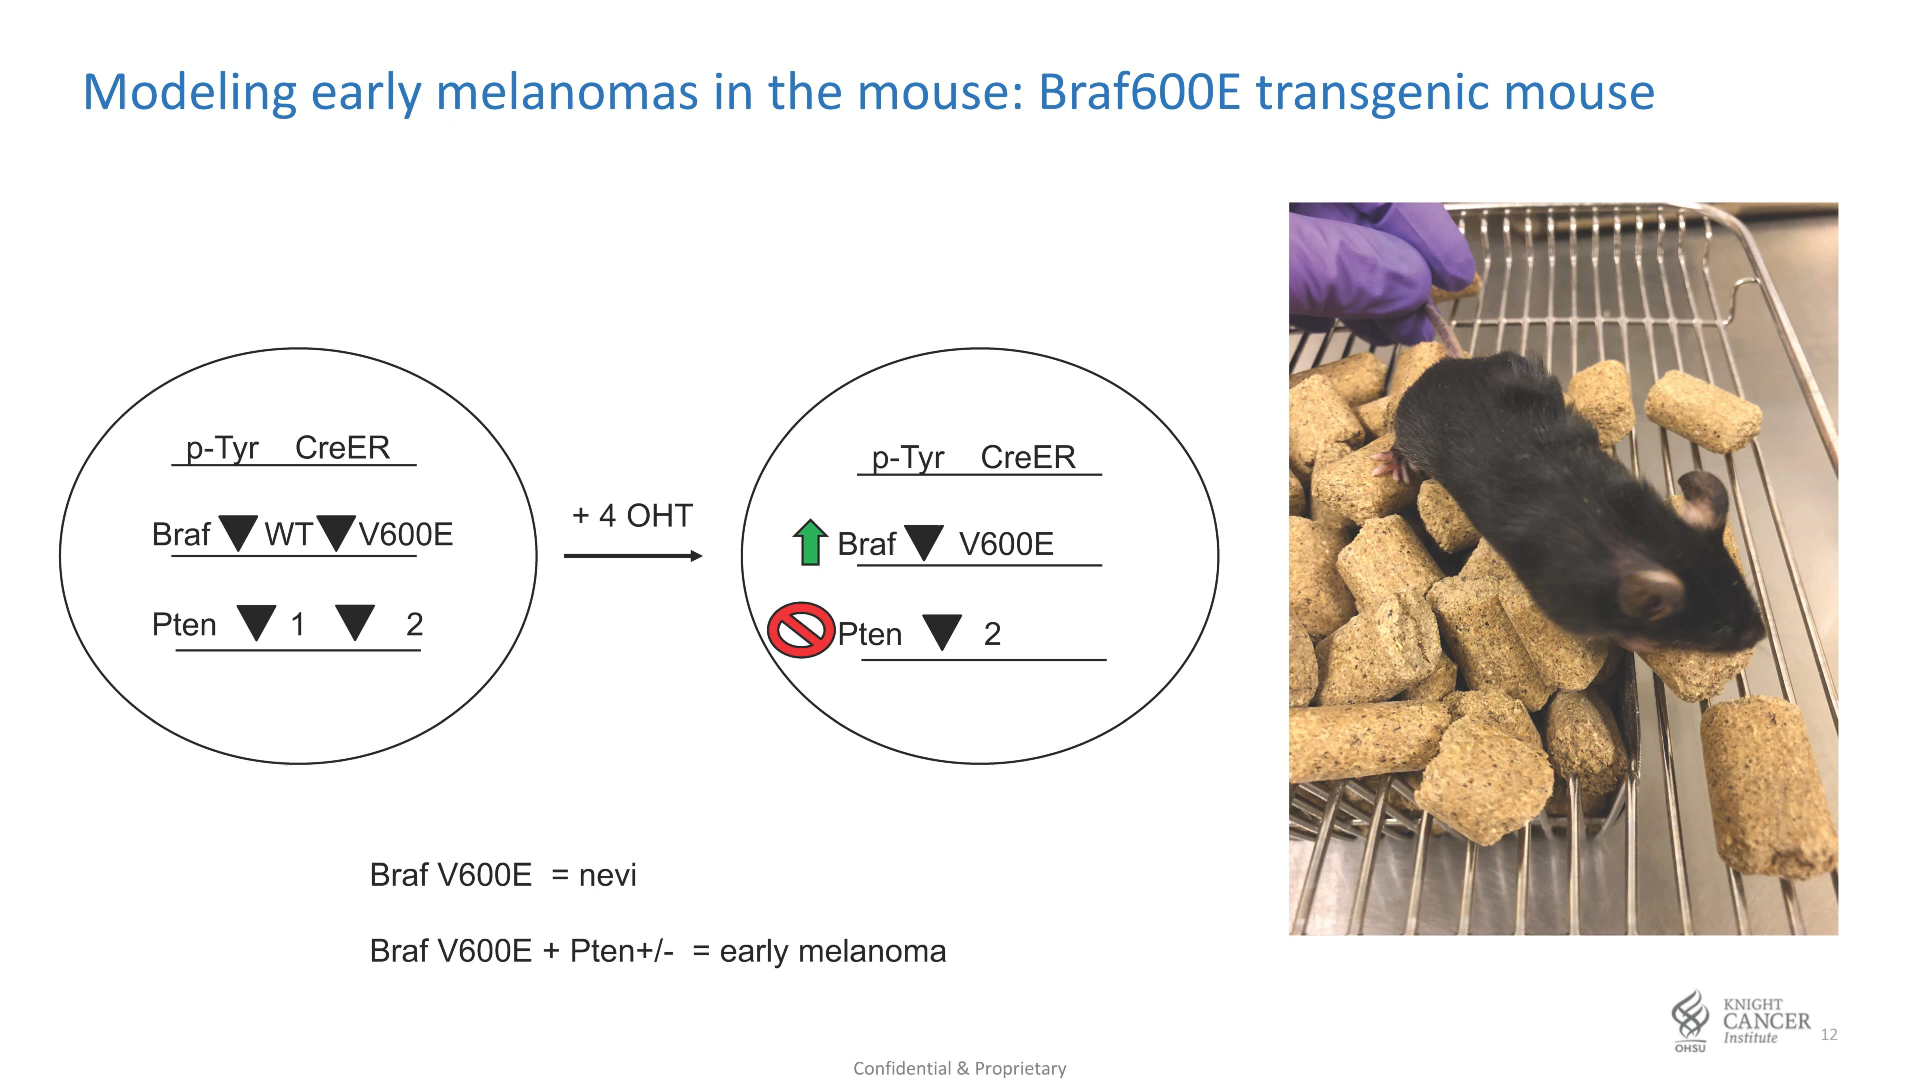 Modeling early melanomas in the mouse: Braf600E transgenic mouse
p-Tyr CreER
Braf WT V600E
Pten 1 2
+ 4 OHT
p-Tyr CreER
Braf V600E
Pten 2
Braf V600E = nevi
Braf V600E + Pten+/- = early melanoma
KNIGHT
CANCER
Institute
OHSU
12
Confidential & Proprietary